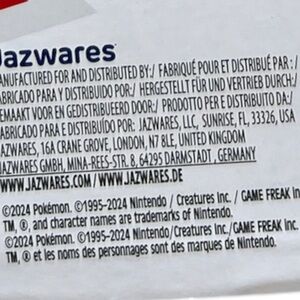 Jazwares
MANUFACTURED FOR AND DISTRIBUTED BY:/ FABRIQUÉ POUR ET DISTRIBUÉ PAR :/
FABRICADO PARA Y DISTRIBUIDO POR:/ HERGESTELLT FÜR UND VERTRIEB DURCH:/
GEMAAKT VOOR EN GEDISTRIBUEERD DOOR:/ PRODOTTO PER E DISTRIBUITO DA:/
FABRICADO PARA E DISTRIBUÍDO POR: JAZWARES, LLC, SUNRISE, FL, 33326, USA
JAZWARES, 16A CRANE GROVE, LONDON, N7 8LE, UNITED KINGDOM
JAZWARES GMBH, MINA-REES-STR. 8, 64295 DARMSTADT, GERMANY
WWW.JAZWARES.COM / WWW.JAZWARES.DE
©2024 Pokémon. ©1995-2024 Nintendo / Creatures Inc. / GAME FREAK Inc.
TM, ®, and character names are trademarks of Nintendo.
©2024 Pokémon. ©1995-2024 Nintendo/Creatures Inc./GAME FREAK Inc.
TM, ® et les noms des personnages sont des marques de Nintendo.